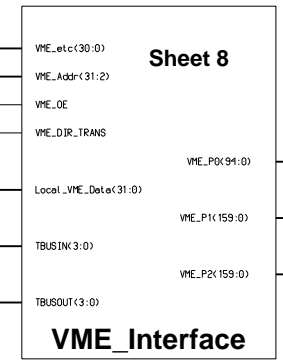 VME_etc(30:0)
Sheet 8
VME_Addr(31:2)
VME_OE
VME_DIR_TRANS
VME_P0(94:0)
Local_VME_Data(31:0)
VME_P1(159:0)
TBUSIN(3:0)
VME_P2(159:0)
TBUSOUT(3:0)
VME_Interface